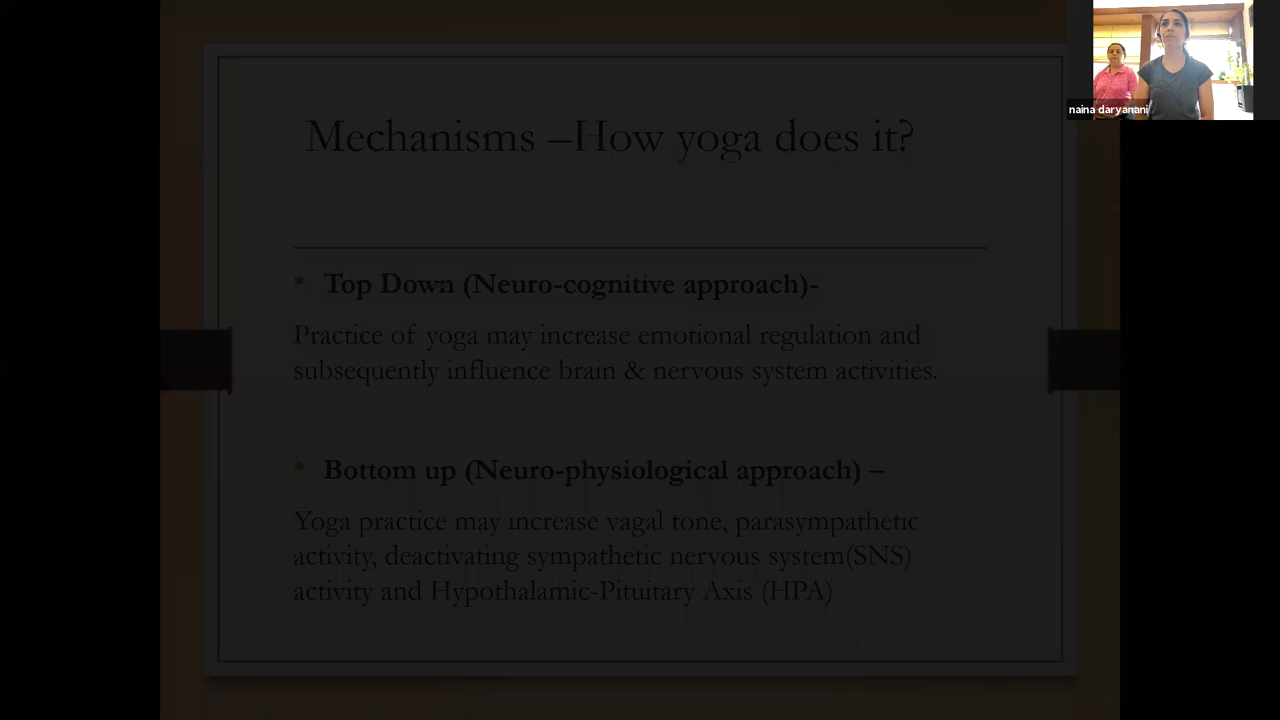 Mechanisms –How yoga does it?
• Top Down (Neuro-cognitive approach)-
Practice of yoga may increase emotional regulation and
subsequently influence brain & nervous system activities.
• Bottom up (Neuro-physiological approach) –
Yoga practice may increase vagal tone, parasympathetic
activity, deactivating sympathetic nervous system(SNS)
activity and Hypothalamic-Pituitary Axis (HPA)
naina daryanani